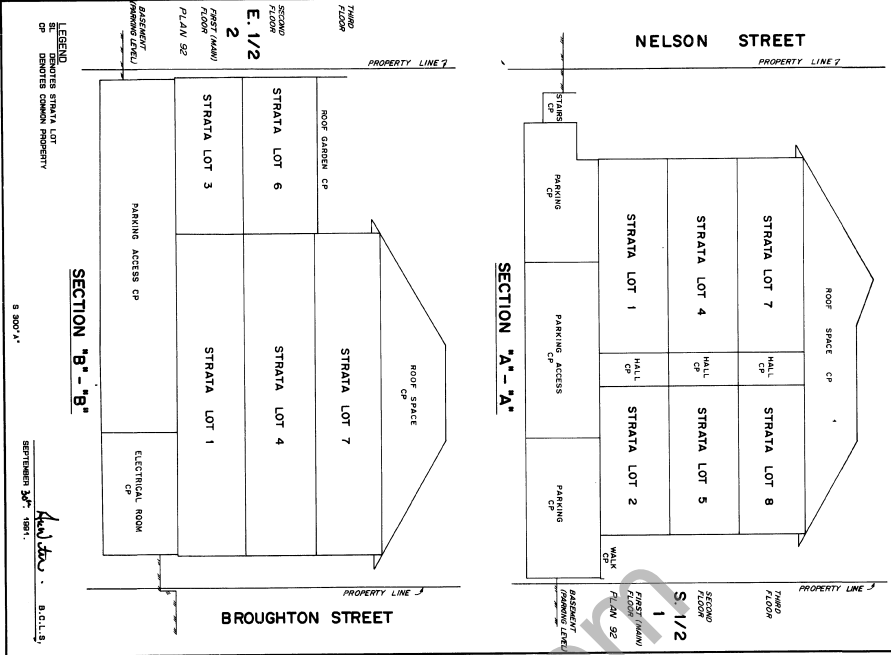 NELSON STREET
PROPERTY LINE
PROPERTY LINE
STAIRS
CP
PARKING
CP
PARKING ACCESS
CP
PARKING
CP
STRATA LOT 1
STRATA LOT 4
STRATA LOT 7
HALL
CP
HALL
CP
HALL
CP
STRATA LOT 2
STRATA LOT 5
STRATA LOT 8
ROOF SPACE CP
WALK
CP
THIRD
FLOOR
SECOND
FLOOR
S. 1/2
1
FIRST (MAIN)
FLOOR
PLAN 92
BASEMENT
(PARKING LEVEL)
SECTION "A" - "A"
THIRD
FLOOR
SECOND
FLOOR
E. 1/2
2
FIRST (MAIN)
FLOOR
PLAN 92
BASEMENT
(PARKING LEVEL)
PROPERTY LINE
ROOF GARDEN CP
STRATA LOT 6
STRATA LOT 3
PARKING ACCESS CP
ROOF SPACE
CP
STRATA LOT 7
STRATA LOT 4
STRATA LOT 1
ELECTRICAL ROOM
CP
PROPERTY LINE
BROUGHTON STREET
SECTION "B" - "B"
LEGEND
SL DENOTES STRATA LOT
CP DENOTES COMMON PROPERTY
S 300"A"
SEPTEMBER 30th, 1991.
B.C.L.S.